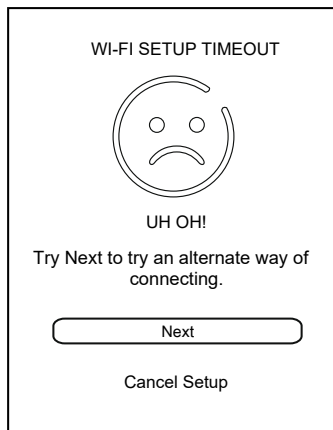 WI-FI SETUP TIMEOUT
UH OH!
Try Next to try an alternate way of
connecting.
Next
Cancel Setup